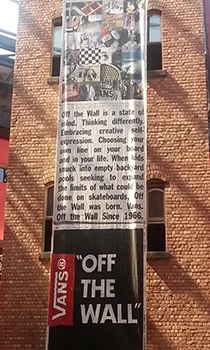 VANS
Off the Wall is a state of
mind. Thinking differently.
Embracing creative self-
expression. Choosing your
own line on your board
and in your life. When kids
snuck into empty backyard
pools seeking to expand
the limits of what could be
done on skateboards, Off
the Wall was born. Vans.
Off the Wall Since 1966.
VANS®
"OFF
THE
WALL"